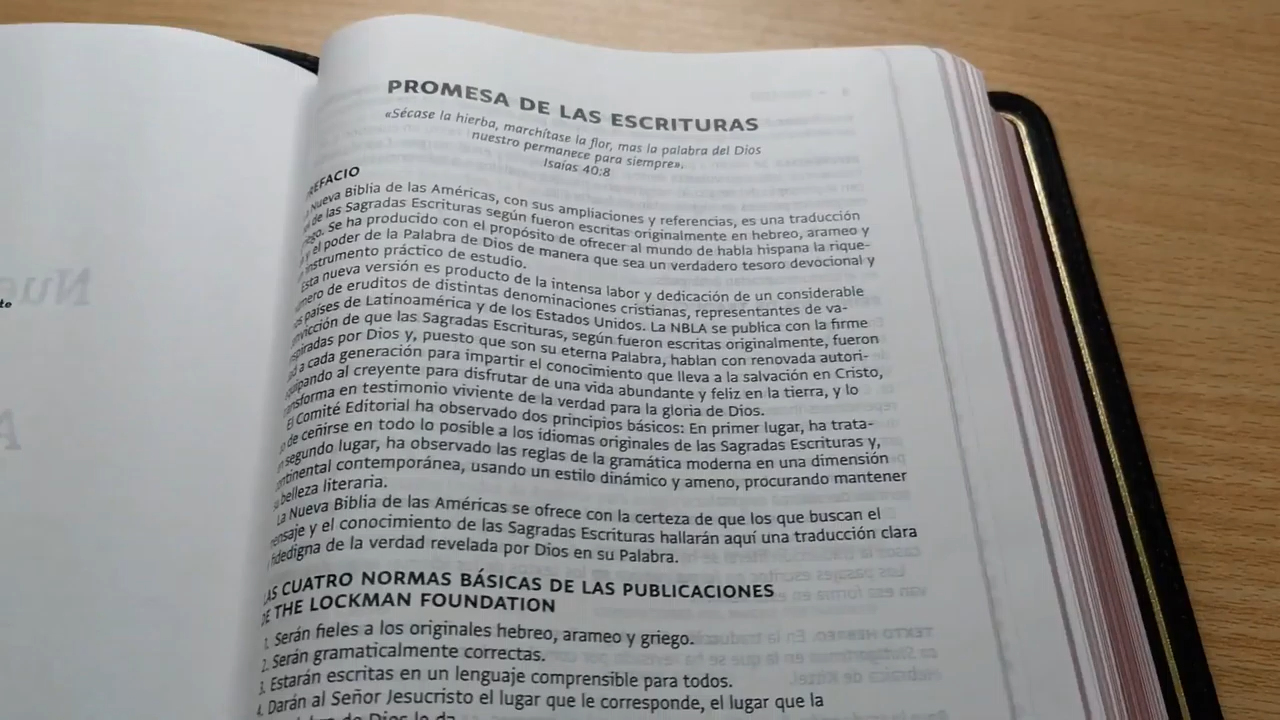 PROMESA DE LAS ESCRITURAS
«Sécase la hierba, marchítase la flor, mas la palabra del Dios
nuestro permanece para siempre».
Isaías 40:8
REFACIO
Nueva Biblia de las Américas, con sus ampliaciones y referencias, es una traducción
de las Sagradas Escrituras según fueron escritas originalmente en hebreo, arameo y
ego. Se ha producido con el propósito de ofrecer al mundo de habla hispana la rique-
y el poder de la Palabra de Dios de manera que sea un verdadero tesoro devocional y
instrumento práctico de estudio.
Esta nueva versión es producto de la intensa labor y dedicación de un considerable
mero de eruditos de distintas denominaciones cristianas, representantes de va-
os países de Latinoamérica y de los Estados Unidos. La NBLA se publica con la firme
nvicción de que las Sagradas Escrituras, según fueron escritas originalmente, fueron
spiradas por Dios y, puesto que son su eterna Palabra, hablan con renovada autori-
d a cada generación para impartir el conocimiento que lleva a la salvación en Cristo,
uipando al creyente para disfrutar de una vida abundante y feliz en la tierra, y lo
ansforma en testimonio viviente de la verdad para la gloria de Dios.
El Comité Editorial ha observado dos principios básicos: En primer lugar, ha trata-
o de ceñirse en todo lo posible a los idiomas originales de las Sagradas Escrituras y,
en segundo lugar, ha observado las reglas de la gramática moderna en una dimensión
ntinental contemporánea, usando un estilo dinámico y ameno, procurando mantener
su belleza literaria.
La Nueva Biblia de las Américas se ofrece con la certeza de que los que buscan el
ensaje y el conocimiento de las Sagradas Escrituras hallarán aquí una traducción clara
fidedigna de la verdad revelada por Dios en su Palabra.
LAS CUATRO NORMAS BÁSICAS DE LAS PUBLICACIONES
DE THE LOCKMAN FOUNDATION
1. Serán fieles a los originales hebreo, arameo y griego.
2. Serán gramaticalmente correctas.
3. Estarán escritas en un lenguaje comprensible para todos.
4. Darán al Señor Jesucristo el lugar que le corresponde, el lugar que la
de Dios le da